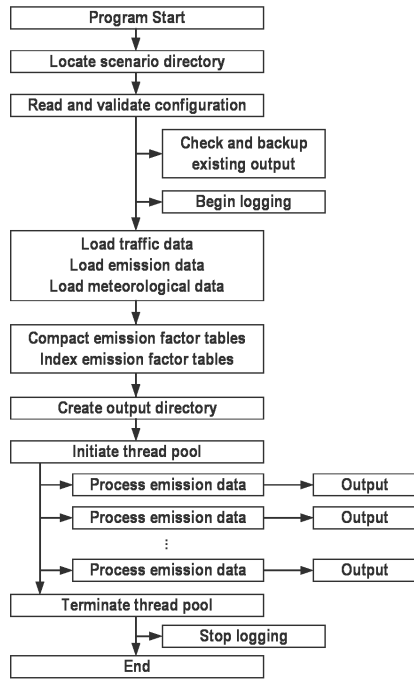 Program Start
Locate scenario directory
Read and validate configuration
Check and backup
existing output
Begin logging
Load traffic data
Load emission data
Load meteorological data
Compact emission factor tables
Index emission factor tables
Create output directory
Initiate thread pool
Process emission data
Output
Process emission data
Output
⋮
Process emission data
Output
Terminate thread pool
Stop logging
End